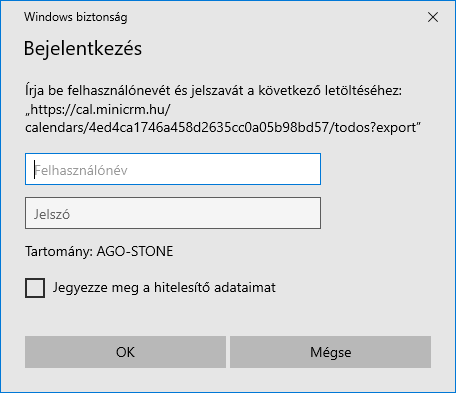 Windows biztonság
Bejelentkezés
Írja be felhasználónevét és jelszavát a következő letöltéséhez:
„https://cal.minicrm.hu/
calendars/4ed4ca1746a458d2635cc0a05b98bd57/todos?export”
Felhasználónév
Jelszó
Tartomány: AGO-STONE
Jegyezze meg a hitelesítő adataimat
OK
Mégse